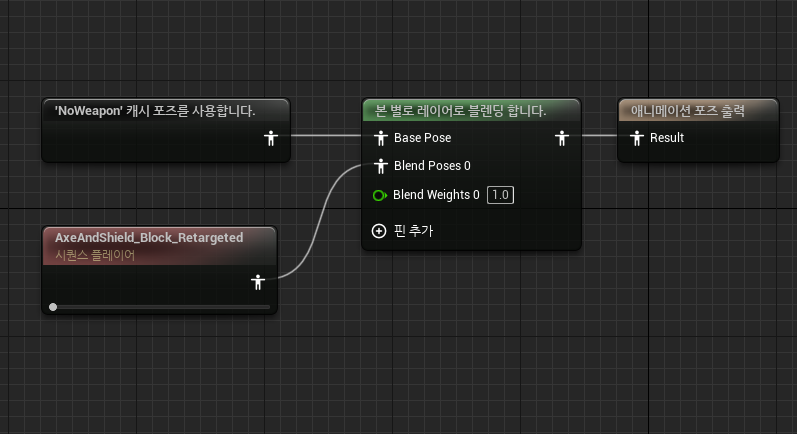 'NoWeapon' 캐시 포즈를 사용합니다.
본 별로 레이어로 블렌딩 합니다.
Base Pose
Blend Poses 0
Blend Weights 0 1.0
핀 추가
애니메이션 포즈 출력
Result
AxeAndShield_Block_Retargeted
시퀀스 플레이어